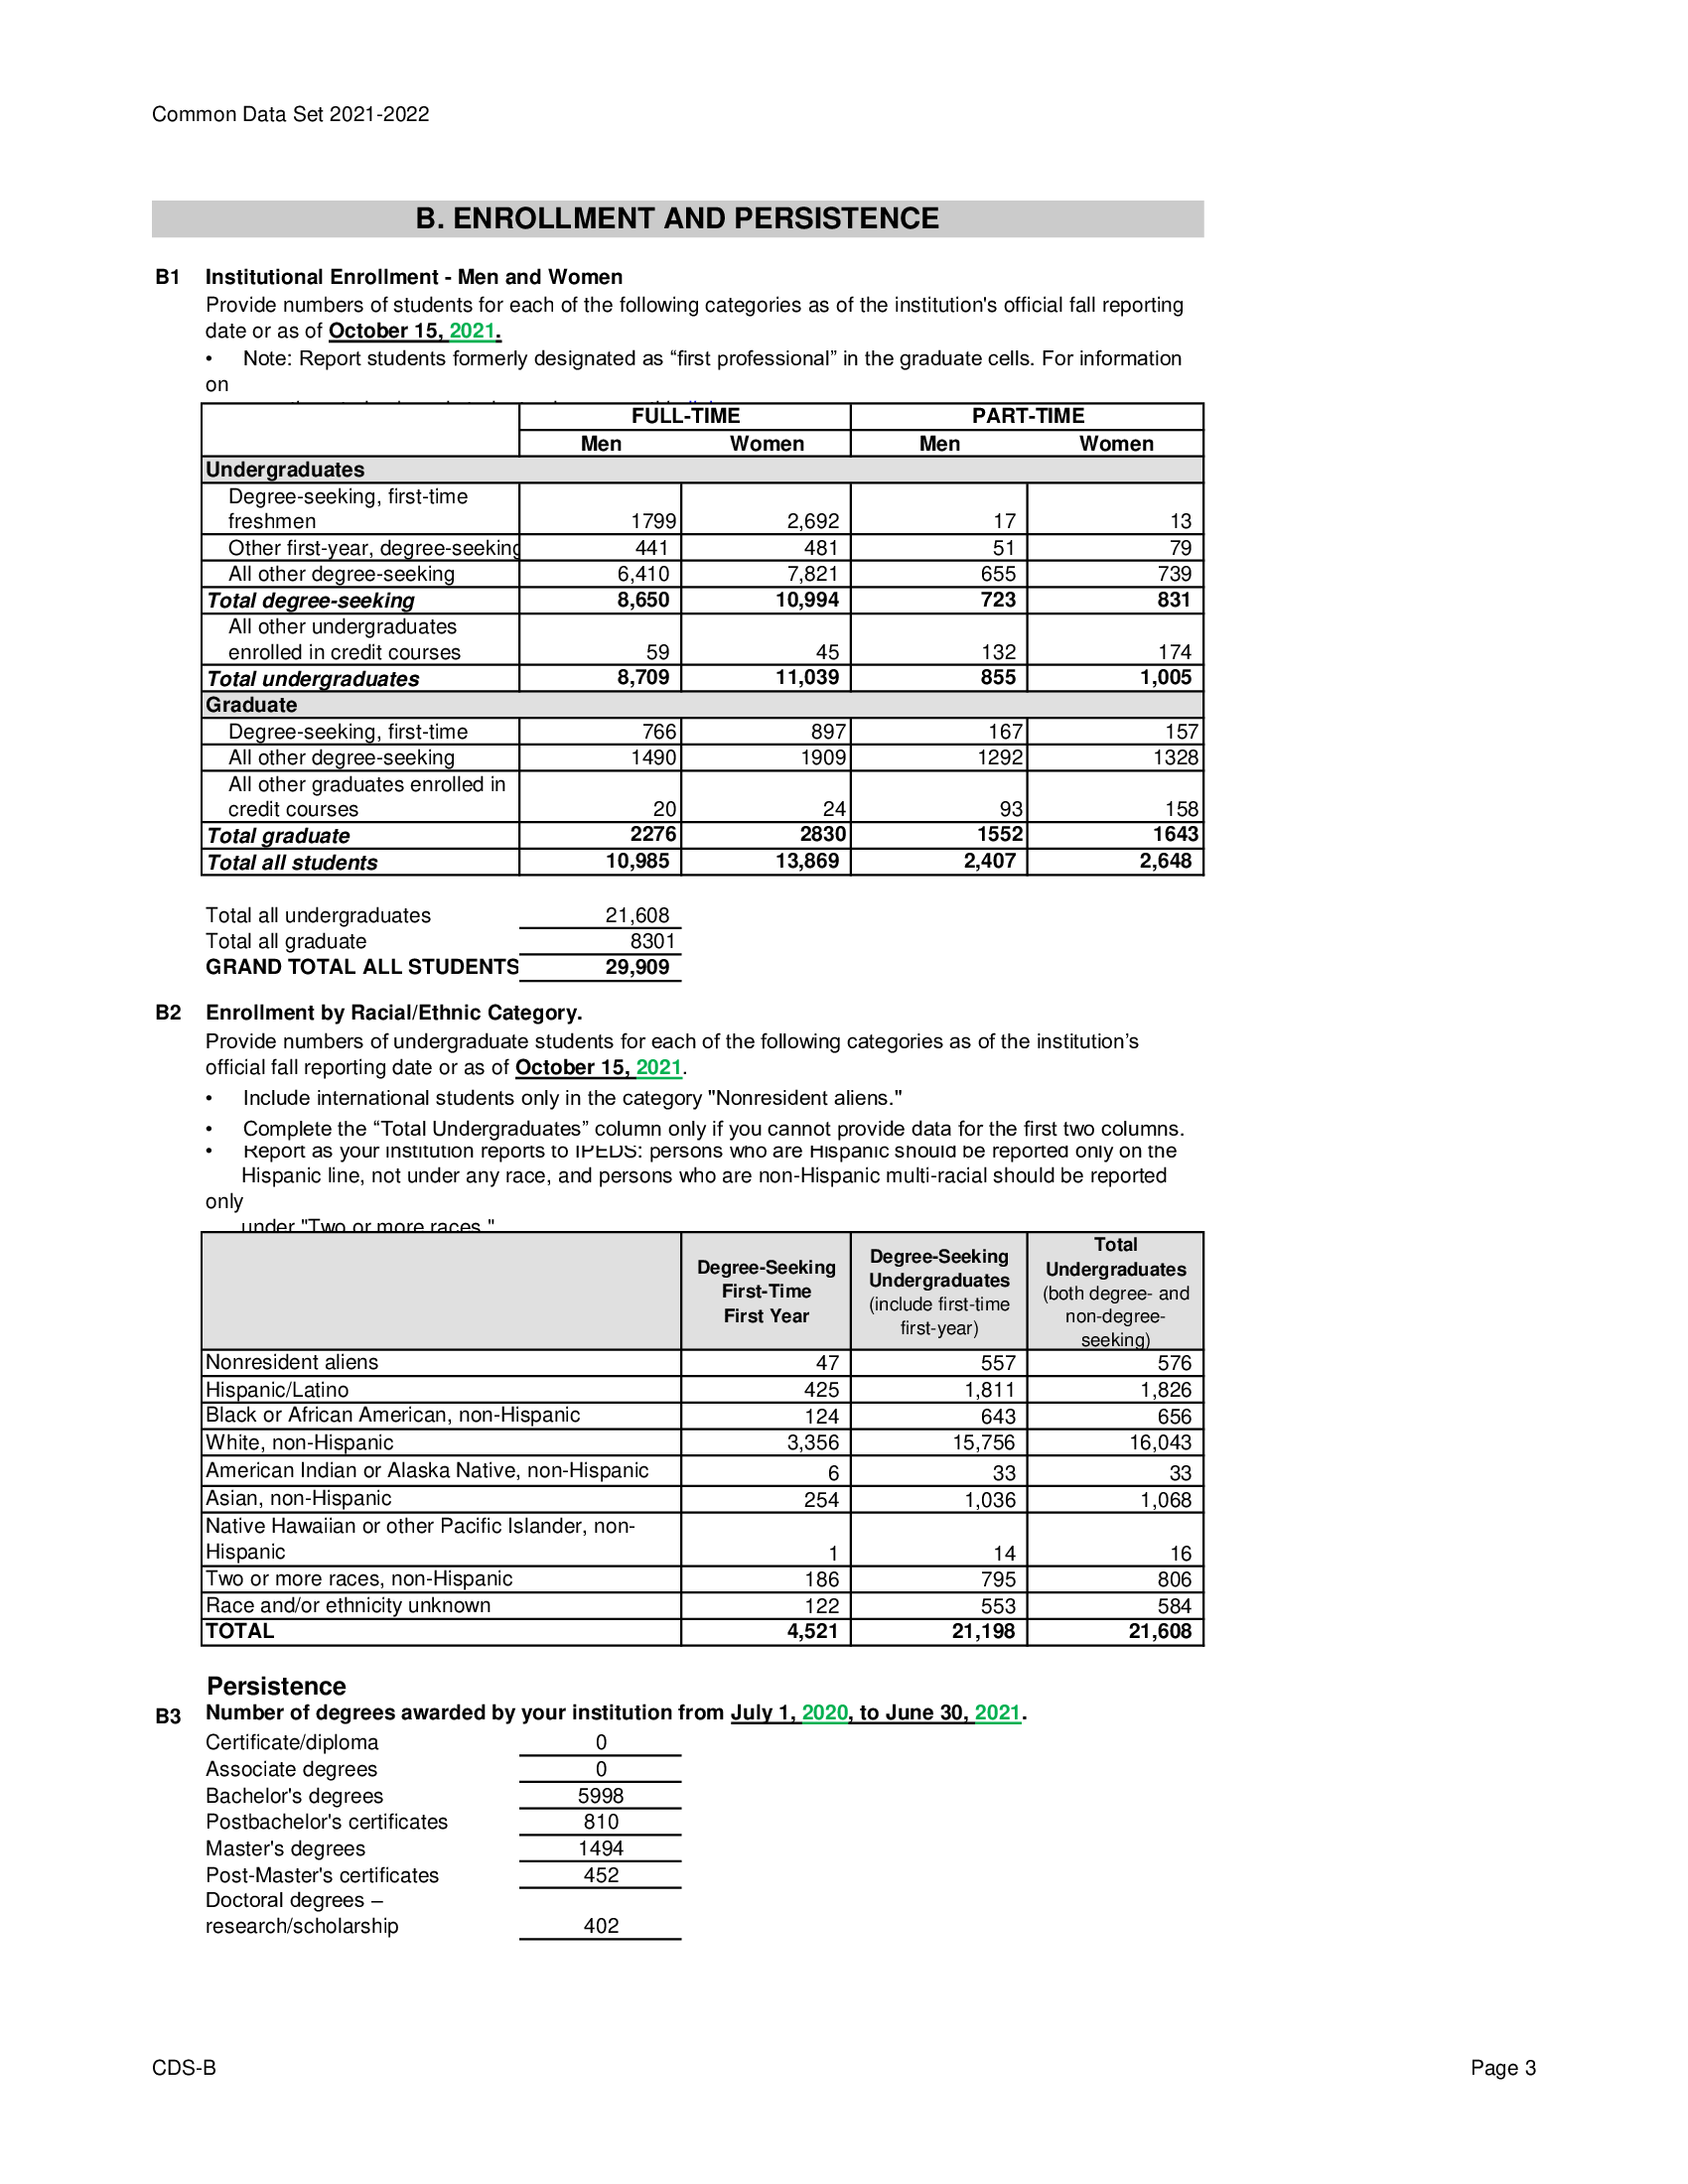 Common Data Set 2021-2022
B. ENROLLMENT AND PERSISTENCE
B1 Institutional Enrollment - Men and Women
Provide numbers of students for each of the following categories as of the institution's official fall reporting
date or as of October 15, 2021.
• Note: Report students formerly designated as “first professional” in the graduate cells. For information
on
FULL-TIME PART-TIME
Men Women Men Women
Undergraduates
Degree-seeking, first-time
freshmen 1799 2,692 17 13
Other first-year, degree-seeking 441 481 51 79
All other degree-seeking 6,410 7,821 655 739
Total degree-seeking 8,650 10,994 723 831
All other undergraduates
enrolled in credit courses 59 45 132 174
Total undergraduates 8,709 11,039 855 1,005
Graduate
Degree-seeking, first-time 766 897 167 157
All other degree-seeking 1490 1909 1292 1328
All other graduates enrolled in
credit courses 20 24 93 158
Total graduate 2276 2830 1552 1643
Total all students 10,985 13,869 2,407 2,648
Total all undergraduates 21,608
Total all graduate 8301
GRAND TOTAL ALL STUDENTS 29,909
B2 Enrollment by Racial/Ethnic Category.
Provide numbers of undergraduate students for each of the following categories as of the institution’s
official fall reporting date or as of October 15, 2021.
• Include international students only in the category "Nonresident aliens."
• Complete the “Total Undergraduates” column only if you cannot provide data for the first two columns.
• Report as your institution reports to IPEDS: persons who are Hispanic should be reported only on the
Hispanic line, not under any race, and persons who are non-Hispanic multi-racial should be reported
only
under "Two or more races."
Degree-Seeking
First-Time
First Year
Degree-Seeking
Undergraduates
(include first-time
first-year)
Total
Undergraduates
(both degree- and
non-degree-
seeking)
Nonresident aliens 47 557 576
Hispanic/Latino 425 1,811 1,826
Black or African American, non-Hispanic 124 643 656
White, non-Hispanic 3,356 15,756 16,043
American Indian or Alaska Native, non-Hispanic 6 33 33
Asian, non-Hispanic 254 1,036 1,068
Native Hawaiian or other Pacific Islander, non-
Hispanic 1 14 16
Two or more races, non-Hispanic 186 795 806
Race and/or ethnicity unknown 122 553 584
TOTAL 4,521 21,198 21,608
Persistence
B3 Number of degrees awarded by your institution from July 1, 2020, to June 30, 2021.
Certificate/diploma 0
Associate degrees 0
Bachelor's degrees 5998
Postbachelor's certificates 810
Master's degrees 1494
Post-Master's certificates 452
Doctoral degrees –
research/scholarship 402
CDS-B Page 3